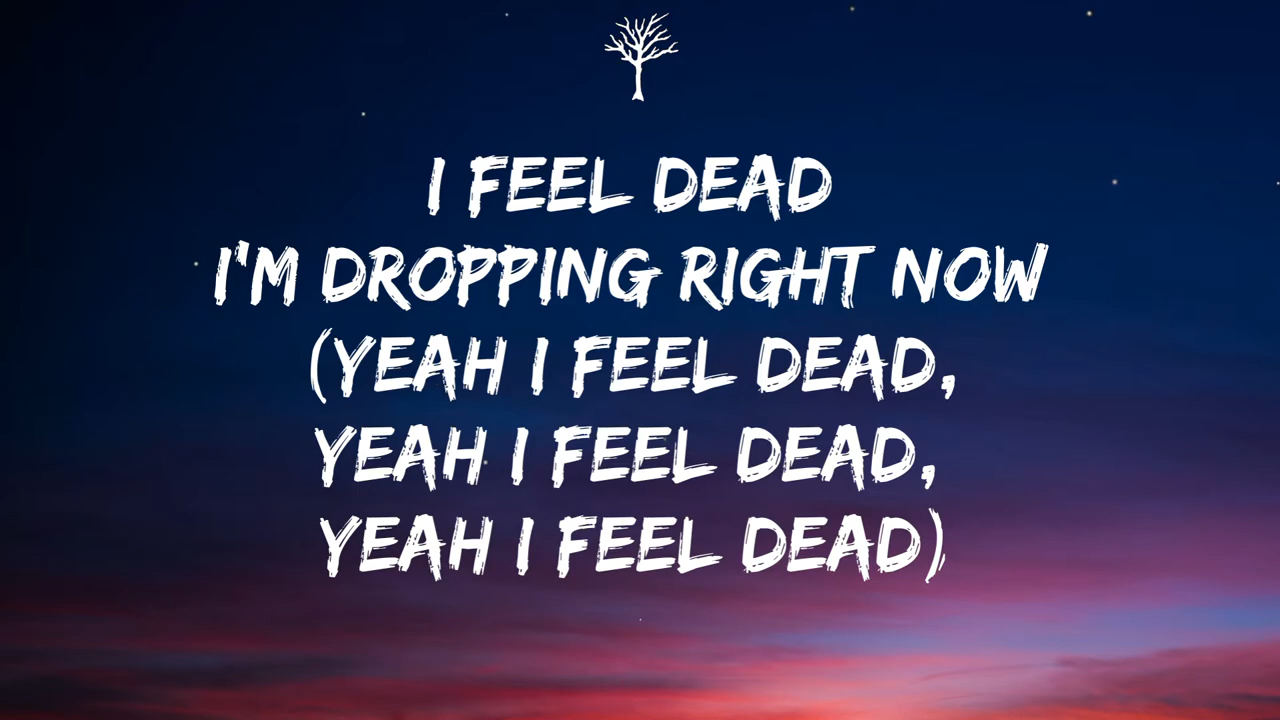 I FEEL DEAD
I'M DROPPING RIGHT NOW
(YEAH I FEEL DEAD,
YEAH I FEEL DEAD,
YEAH I FEEL DEAD)